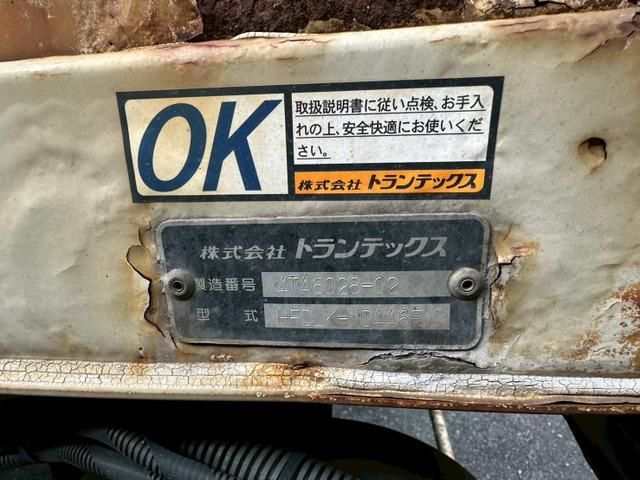 OK
取扱説明書に従い点検、お手入
れの上、安全快適にお使いくだ
さい。
株式会社 トランテックス
株式会社 トランテックス
製造番号 4TA6028-02
型式